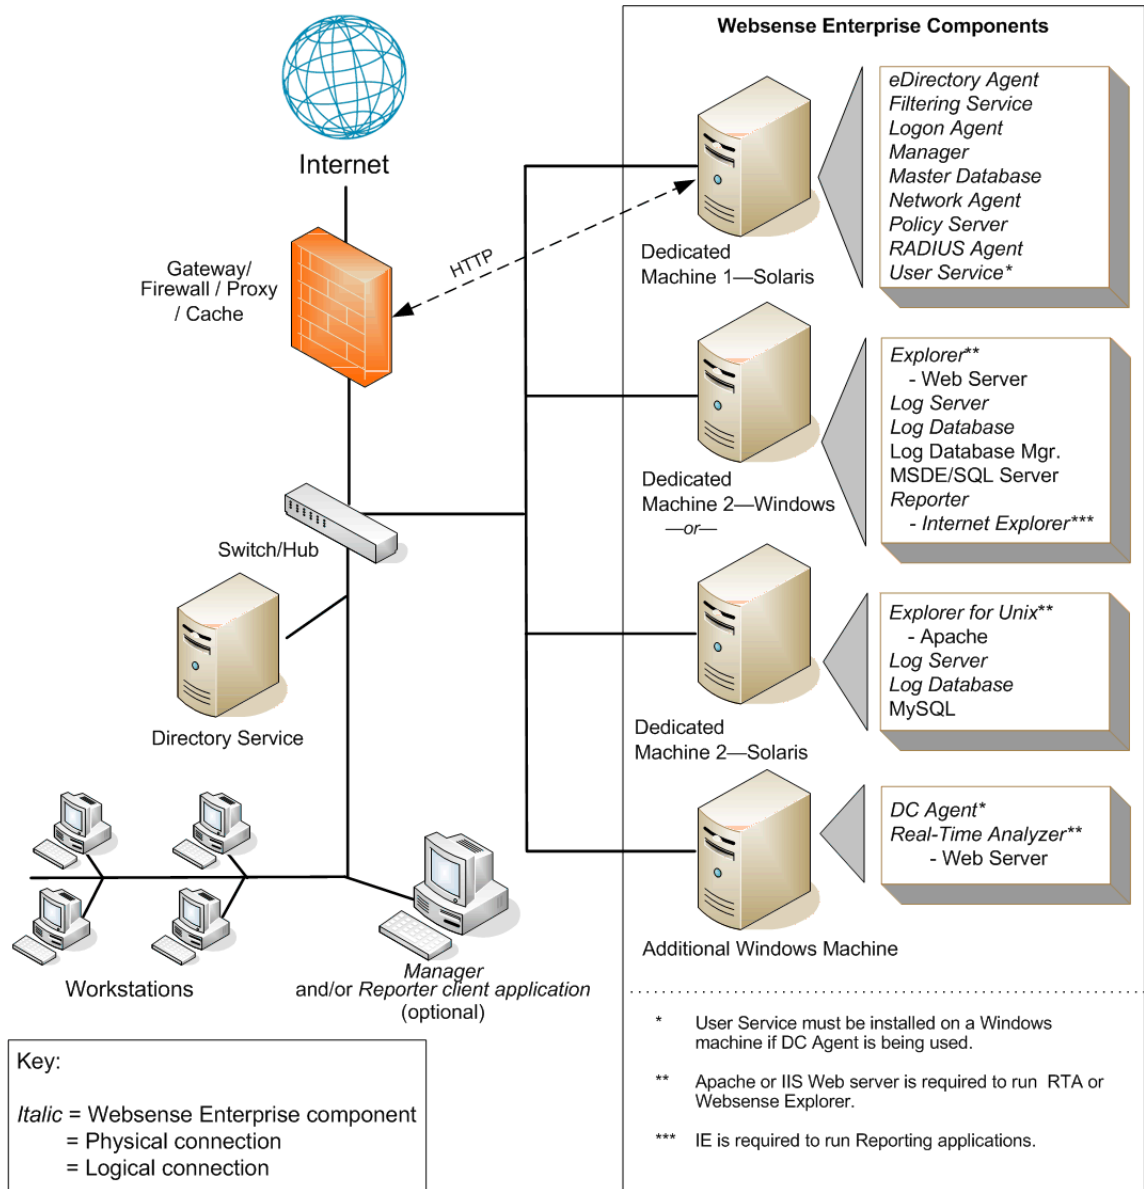 Internet
Gateway/
Firewall / Proxy
/ Cache
HTTP
Switch/Hub
Directory Service
Workstations
Manager
and/or Reporter client application
(optional)
Key:
Italic = Websense Enterprise component
= Physical connection
= Logical connection
Websense Enterprise Components
Dedicated
Machine 1—Solaris
eDirectory Agent
Filtering Service
Logon Agent
Manager
Master Database
Network Agent
Policy Server
RADIUS Agent
User Service*
Dedicated
Machine 2—Windows
—or—
Explorer**
- Web Server
Log Server
Log Database
Log Database Mgr.
MSDE/SQL Server
Reporter
- Internet Explorer***
Dedicated
Machine 2—Solaris
Explorer for Unix**
- Apache
Log Server
Log Database
MySQL
Additional Windows Machine
DC Agent*
Real-Time Analyzer**
- Web Server
* User Service must be installed on a Windows
machine if DC Agent is being used.
** Apache or IIS Web server is required to run RTA or
Websense Explorer.
*** IE is required to run Reporting applications.